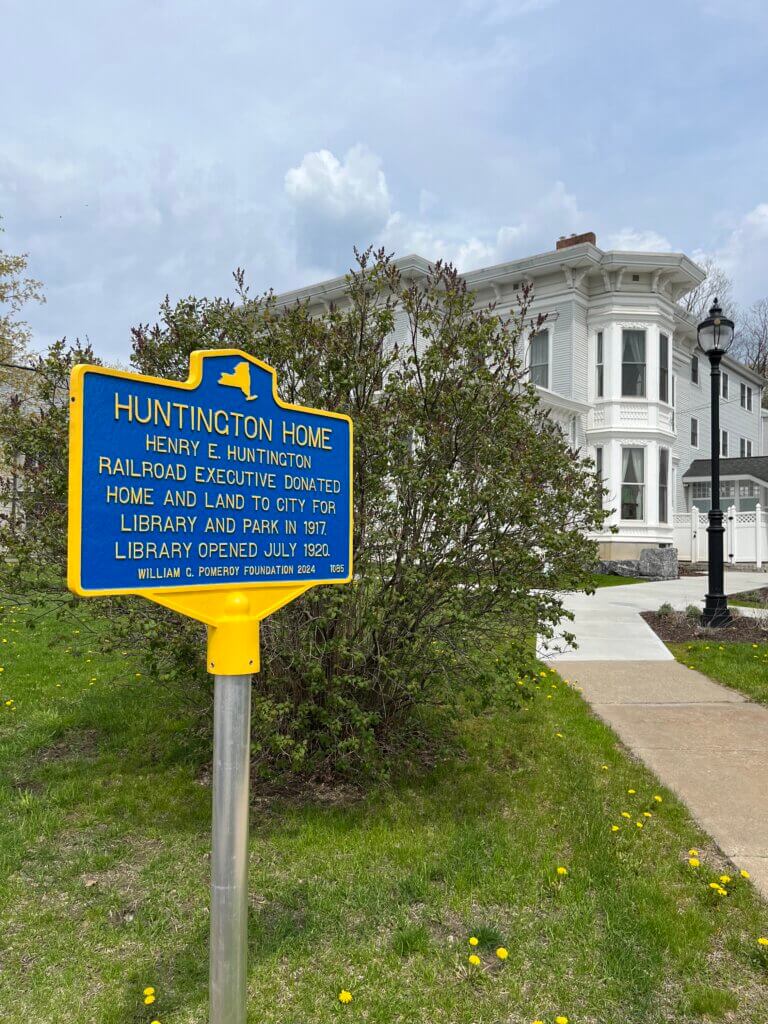 HUNTINGTON HOME
HENRY E. HUNTINGTON
RAILROAD EXECUTIVE DONATED
HOME AND LAND TO CITY FOR
LIBRARY AND PARK IN 1917.
LIBRARY OPENED JULY 1920.
WILLIAM G. POMEROY FOUNDATION 2024 1085